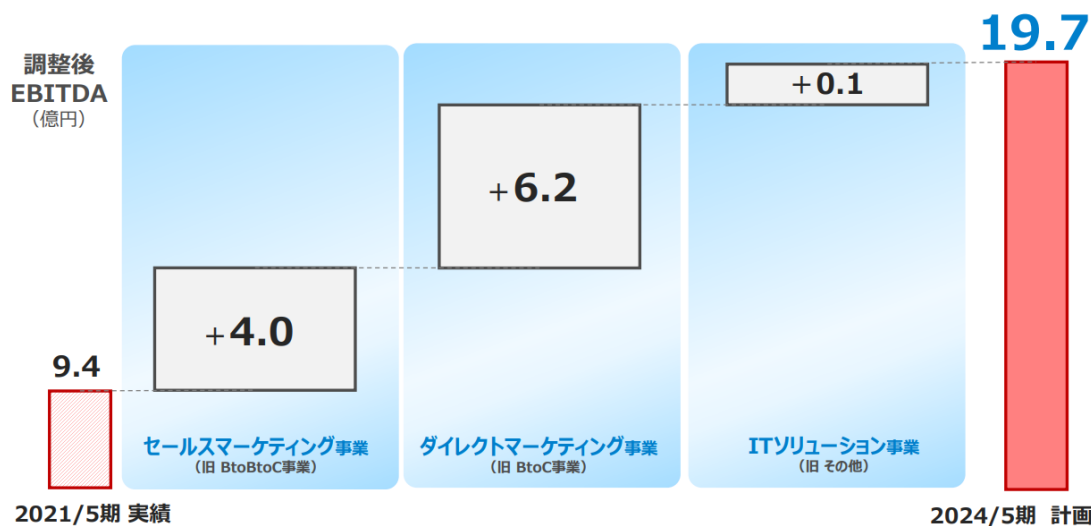 調整後
EBITDA
（億円）
19.7
+0.1
+6.2
+4.0
9.4
セールスマーケティング事業
（旧 BtoBtoC事業）
ダイレクトマーケティング事業
（旧 BtoC事業）
ITソリューション事業
（旧 その他）
2021/5期 実績
2024/5期 計画